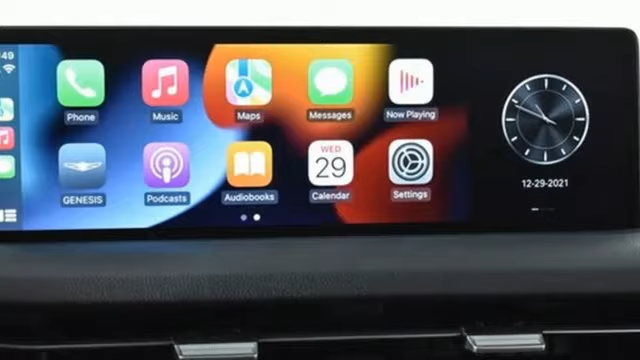 :49
Phone
Music
Maps
Messages
Now Playing
GENESIS
Podcasts
Audiobooks
WED
29
Calendar
Settings
12-29-2021